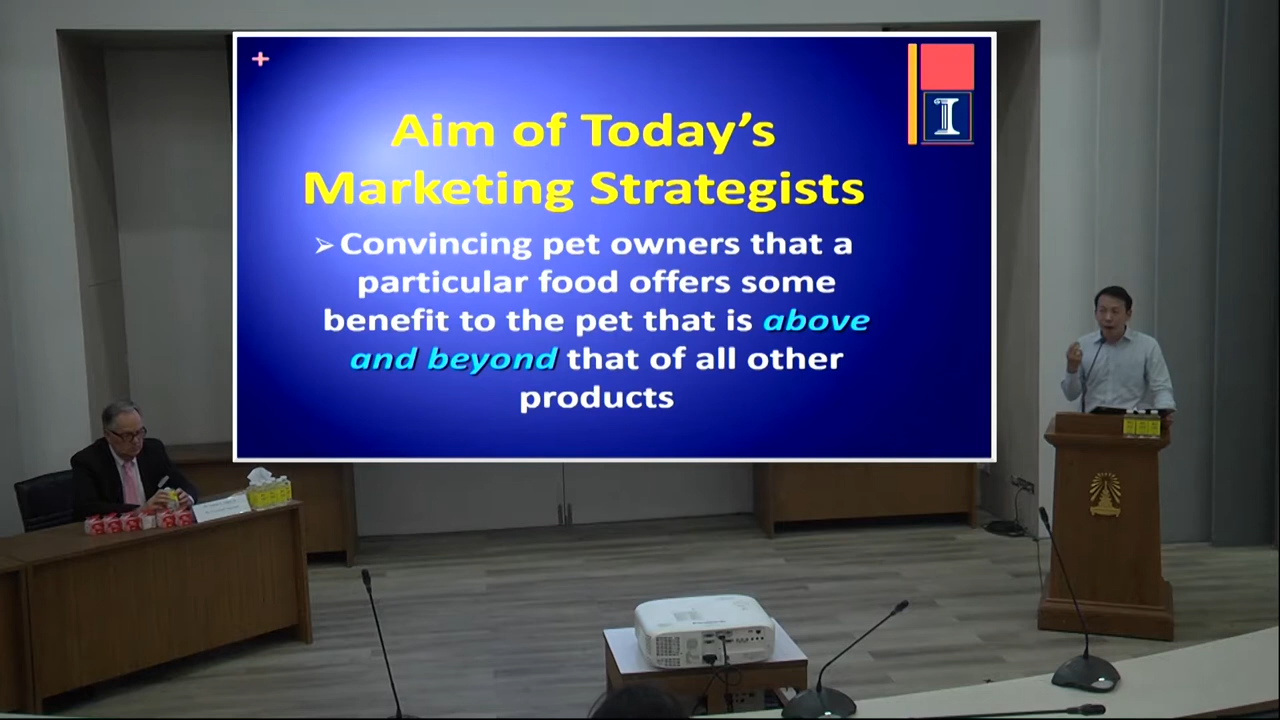 Aim of Today's
Marketing Strategists
➢ Convincing pet owners that a
particular food offers some
benefit to the pet that is above
and beyond that of all other
products
I